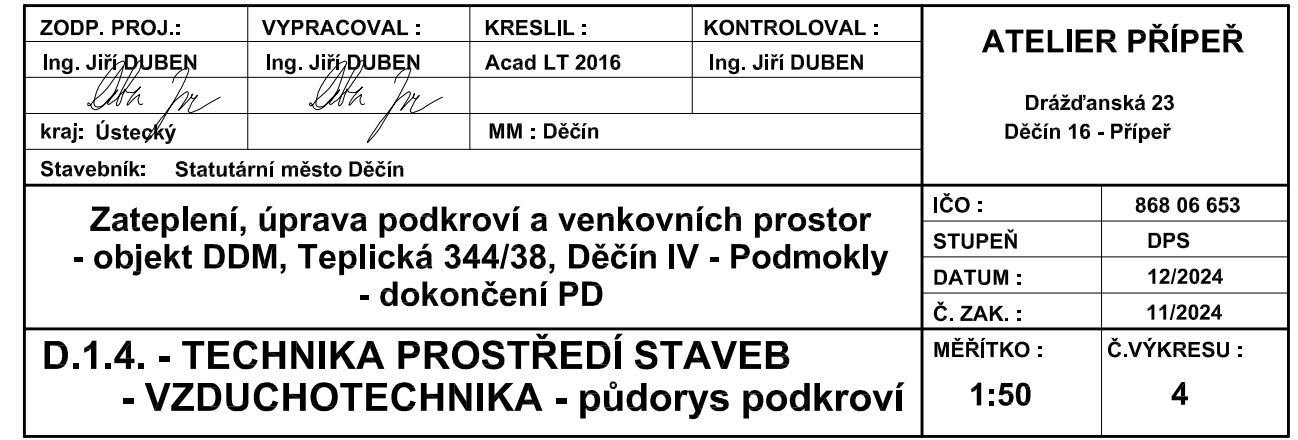 ZODP. PROJ.: VYPRACOVAL : KRESLIL : KONTROLOVAL :
Ing. Jiří DUBEN Ing. Jiří DUBEN Acad LT 2016 Ing. Jiří DUBEN
kraj: Ústecký MM : Děčín
Stavebník: Statutární město Děčín
ATELIER PŘÍPEŘ
Drážďanská 23
Děčín 16 - Přípeř
Zateplení, úprava podkroví a venkovních prostor
- objekt DDM, Teplická 344/38, Děčín IV - Podmokly
- dokončení PD
IČO : 868 06 653
STUPEŇ DPS
DATUM : 12/2024
Č. ZAK. : 11/2024
D.1.4. - TECHNIKA PROSTŘEDÍ STAVEB
- VZDUCHOTECHNIKA - půdorys podkroví
MĚŘÍTKO : Č.VÝKRESU :
1:50 4